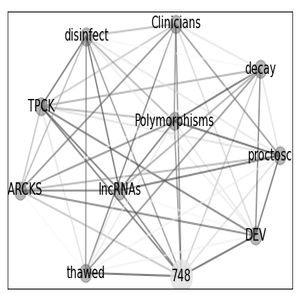 Clinicians
disinfect
decay
TPCK
Polymorphisms
proctosc
ARCKS
lncRNAs
DEV
thawed
748